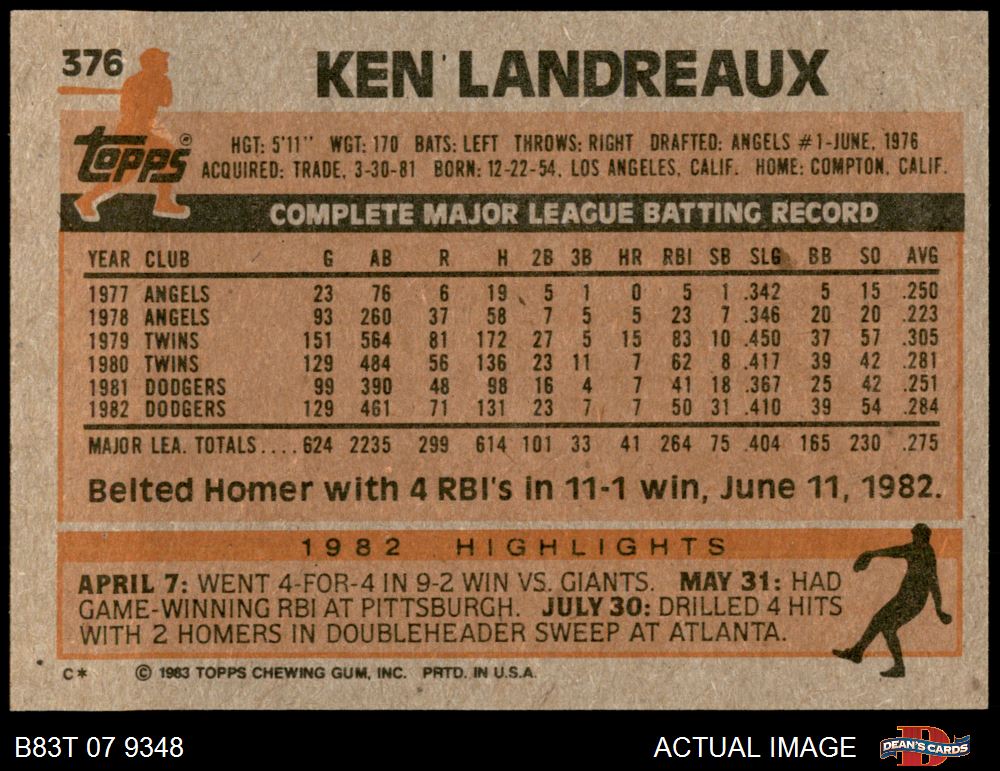 376
KEN LANDREAUX
Topps®
HGT: 5'11" WGT: 170 BATS: LEFT THROWS: RIGHT DRAFTED: ANGELS #1-JUNE, 1976
ACQUIRED: TRADE, 3-30-81 BORN: 12-22-54, LOS ANGELES, CALIF. HOME: COMPTON, CALIF.
COMPLETE MAJOR LEAGUE BATTING RECORD
YEAR CLUB G AB R H 2B 3B HR RBI SB SLG BB SO AVG
1977 ANGELS 23 76 6 19 5 1 0 5 1 .342 5 15 .250
1978 ANGELS 93 260 37 58 7 5 5 23 7 .346 20 20 .223
1979 TWINS 151 564 81 172 27 5 15 83 10 .450 37 57 .305
1980 TWINS 129 484 56 136 23 11 7 62 8 .417 39 42 .281
1981 DODGERS 99 390 48 98 16 4 7 41 18 .367 25 42 .251
1982 DODGERS 129 461 71 131 23 7 7 50 31 .410 39 54 .284
MAJOR LEA. TOTALS.... 624 2235 299 614 101 33 41 264 75 .404 165 230 .275
Belted Homer with 4 RBI's in 11-1 win, June 11, 1982.
1982 HIGHLIGHTS
APRIL 7: WENT 4-FOR-4 IN 9-2 WIN VS. GIANTS. MAY 31: HAD
GAME-WINNING RBI AT PITTSBURGH. JULY 30: DRILLED 4 HITS
WITH 2 HOMERS IN DOUBLEHEADER SWEEP AT ATLANTA.
C* © 1983 TOPPS CHEWING GUM, INC. PRTD. IN U.S.A.
B83T 07 9348 ACTUAL IMAGE DEAN'S CARDS